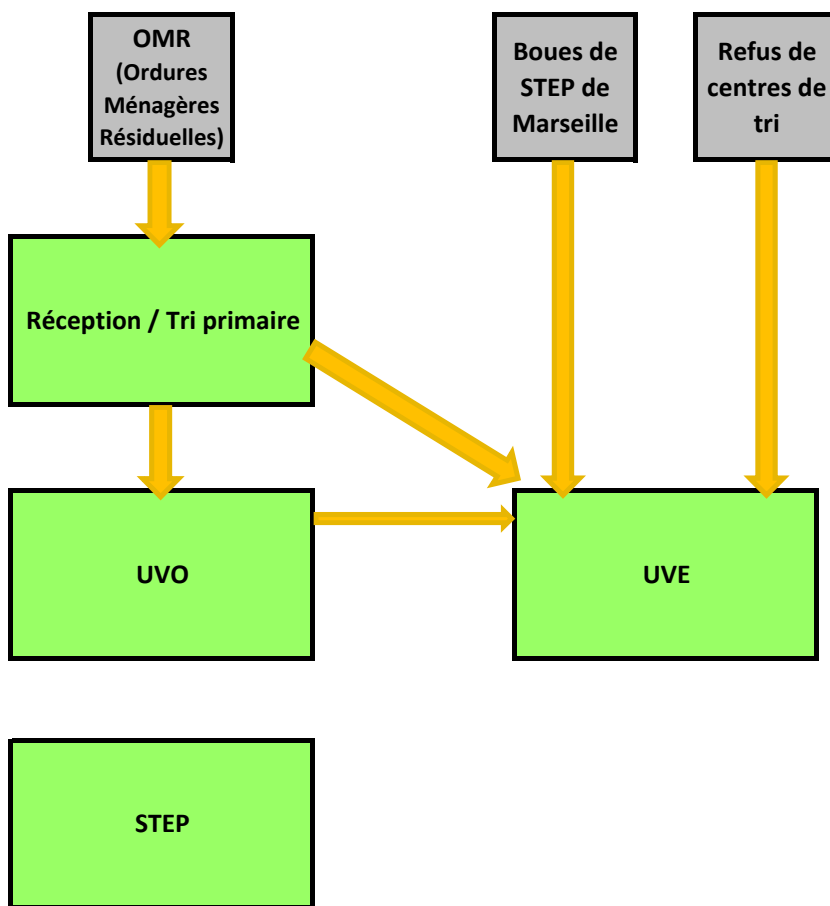 OMR
(Ordures
Ménagères
Résiduelles)
Boues de
STEP de
Marseille
Refus de
centres de
tri
Réception / Tri primaire
UVO
UVE
STEP